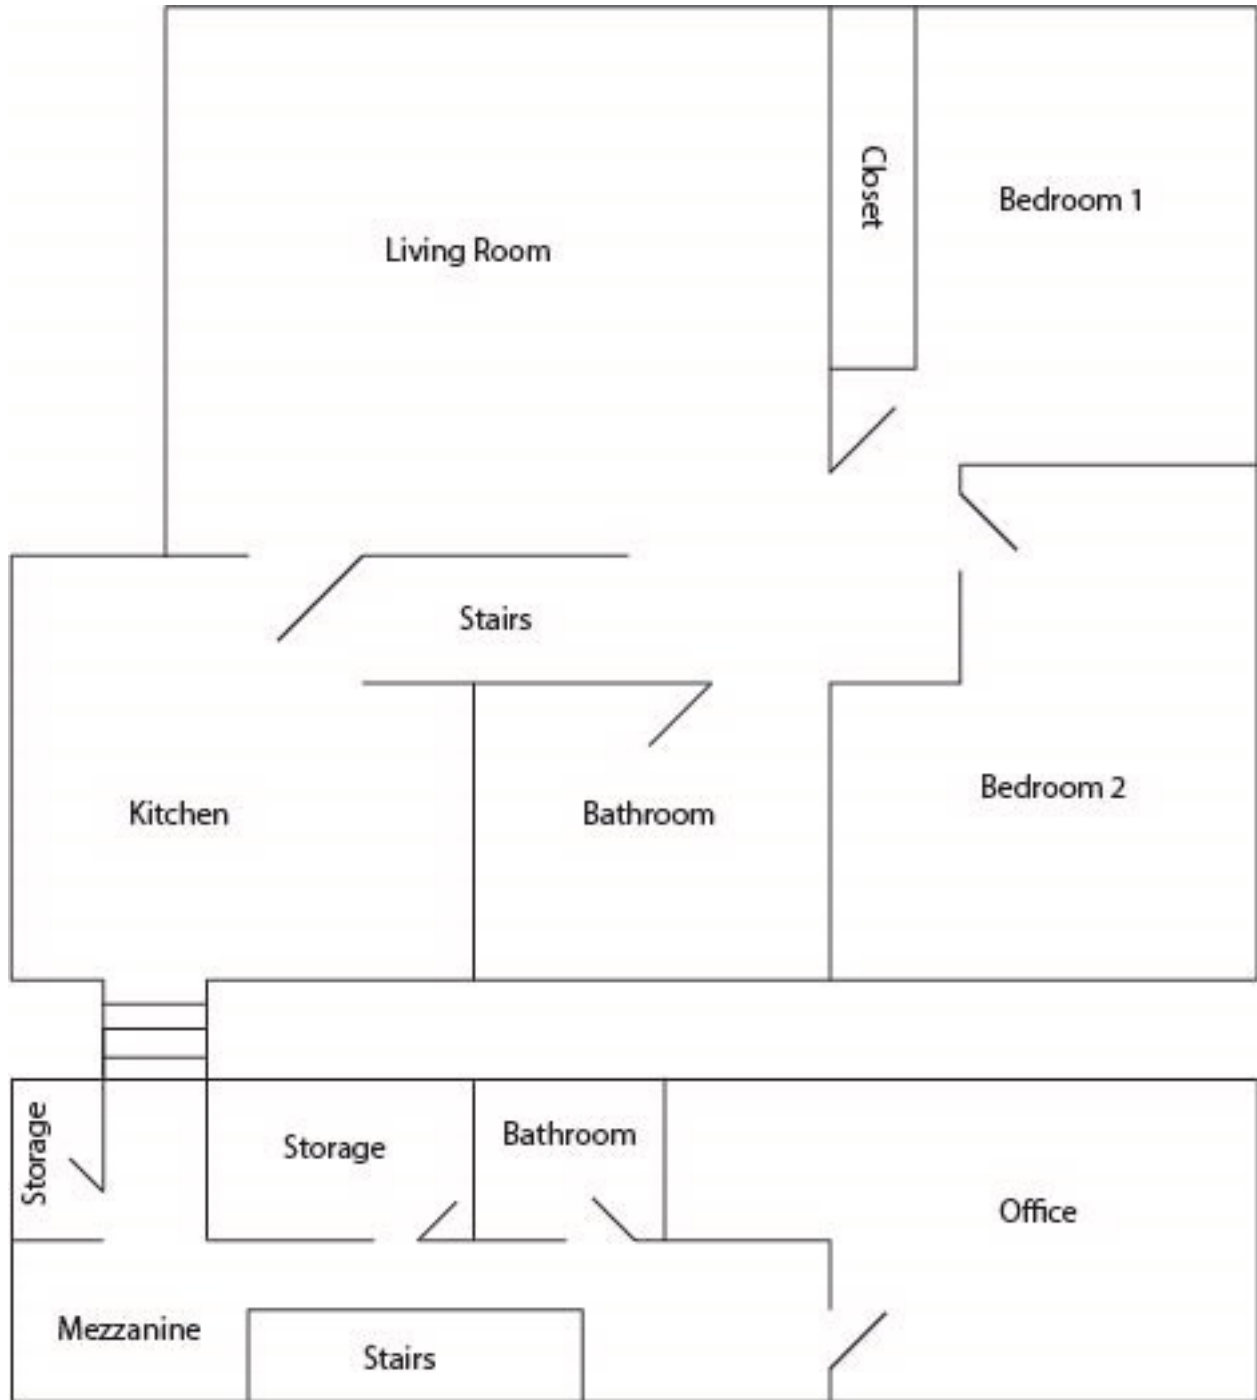 Closet
Bedroom 1
Living Room
Stairs
Bedroom 2
Kitchen
Bathroom
Storage
Storage
Bathroom
Office
Mezzanine
Stairs